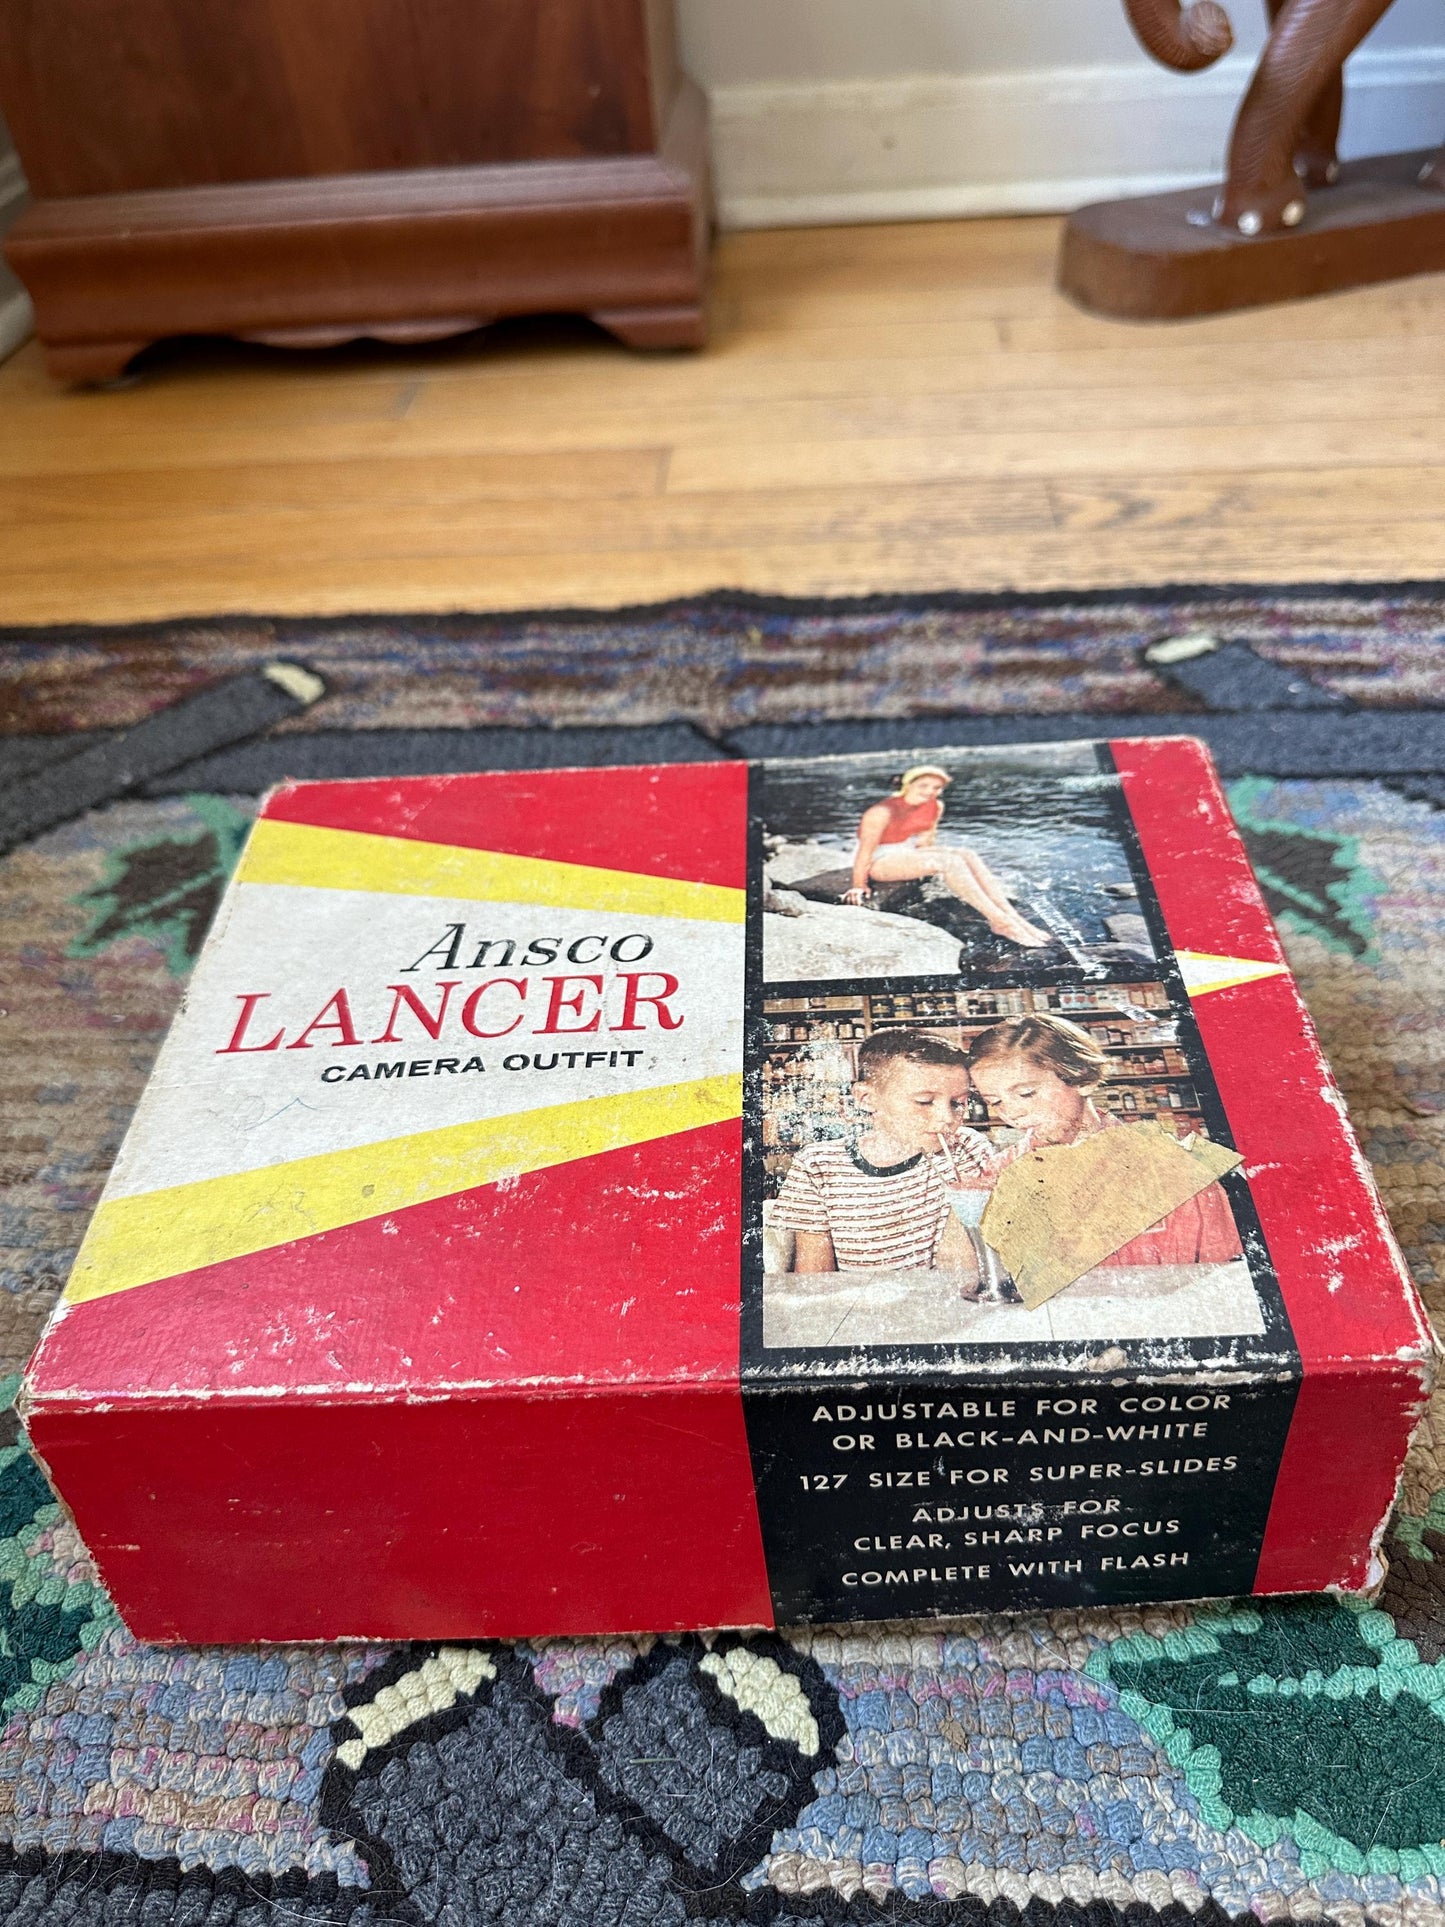 Ansco
LANCER
CAMERA OUTFIT
ADJUSTABLE FOR COLOR
OR BLACK-AND-WHITE
127 SIZE FOR SUPER-SLIDES
ADJUSTS FOR
CLEAR, SHARP FOCUS
COMPLETE WITH FLASH